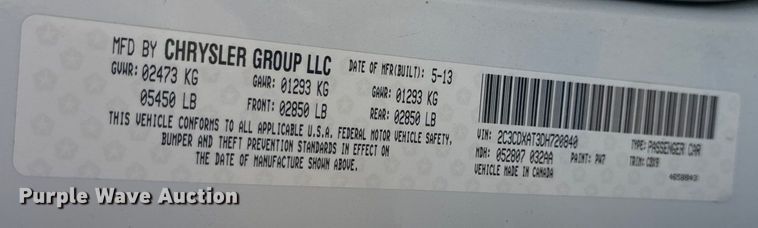 MFD BY CHRYSLER GROUP LLC DATE OF MFR(BUILT): 5-13
GVWR: 02473 KG GAWR: 01293 KG GAWR: 01293 KG
05450 LB FRONT: 02850 LB REAR: 02850 LB
THIS VEHICLE CONFORMS TO ALL APPLICABLE U.S.A. FEDERAL MOTOR VEHICLE SAFETY,
BUMPER AND THEFT PREVENTION STANDARDS IN EFFECT ON
THE DATE OF MANUFACTURE SHOWN ABOVE.
VIN: 2C3CDXAT3DH720840 TYPE: PASSENGER CAR
MDH: 052807 032AA PAINT: PW7 TRIM: C8X9
VEHICLE MADE IN CANADA
Purple Wave Auction